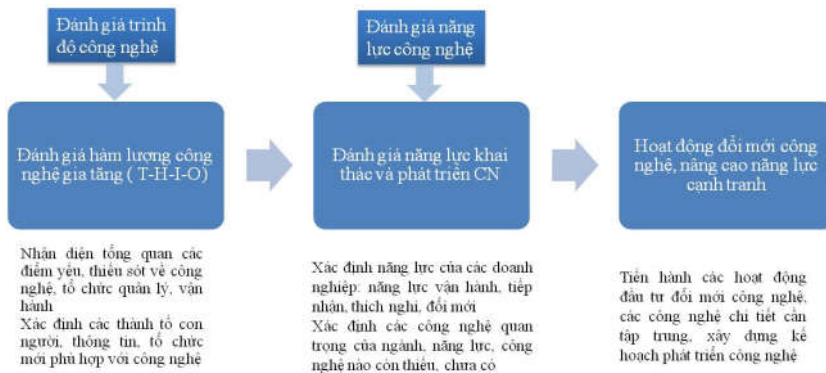 Đánh giá trình
độ công nghệ
Đánh giá năng
lực công nghệ
Đánh giá hàm lượng công
nghệ gia tăng ( T-H-I-O)
Đánh giá năng lực khai
thác và phát triển CN
Hoạt động đổi mới công
nghệ, nâng cao năng lực
cạnh tranh
Nhận diện tổng quan các
điểm yếu, thiếu sót về công
nghệ, tổ chức quản lý, vận
hành
Xác định các thành tố con
người, thông tin, tổ chức
mới phù hợp với công nghệ
Xác định năng lực của các doanh
nghiệp: năng lực vận hành, tiếp
nhận, thích nghi, đổi mới
Xác định các công nghệ quan
trọng của ngành, năng lực, công
nghệ nào còn thiếu, chưa có
Tiến hành các hoạt động
đầu tư đổi mới công nghệ,
các công nghệ chi tiết cần
tập trung, xây dựng kế
hoạch phát triển công nghệ